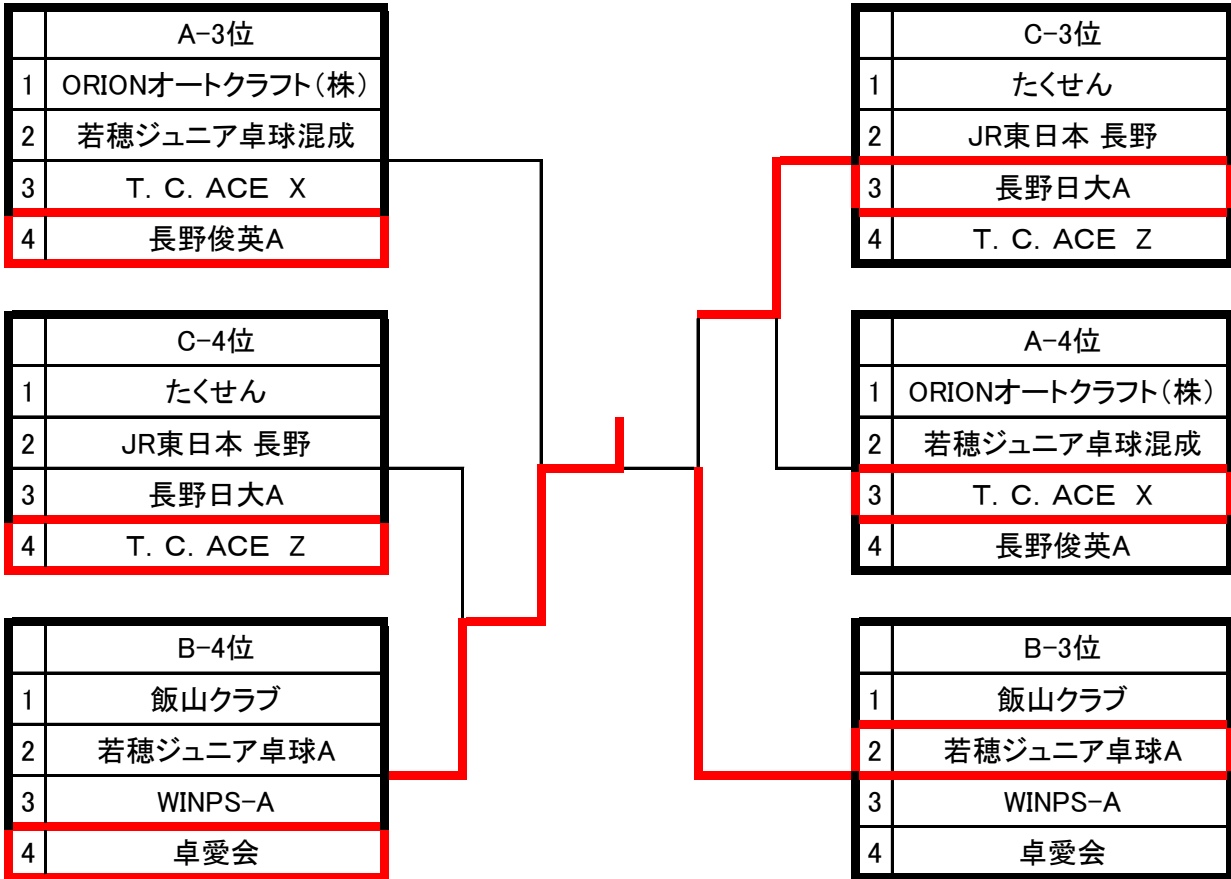 A-3位
1 ORIONオートクラフト(株)
2 若穂ジュニア卓球混成
3 T. C. ACE X
4 長野俊英A
C-4位
1 たくせん
2 JR東日本 長野
3 長野日大A
4 T. C. ACE Z
B-4位
1 飯山クラブ
2 若穂ジュニア卓球A
3 WINPS-A
4 卓愛会
C-3位
1 たくせん
2 JR東日本 長野
3 長野日大A
4 T. C. ACE Z
A-4位
1 ORIONオートクラフト(株)
2 若穂ジュニア卓球混成
3 T. C. ACE X
4 長野俊英A
B-3位
1 飯山クラブ
2 若穂ジュニア卓球A
3 WINPS-A
4 卓愛会